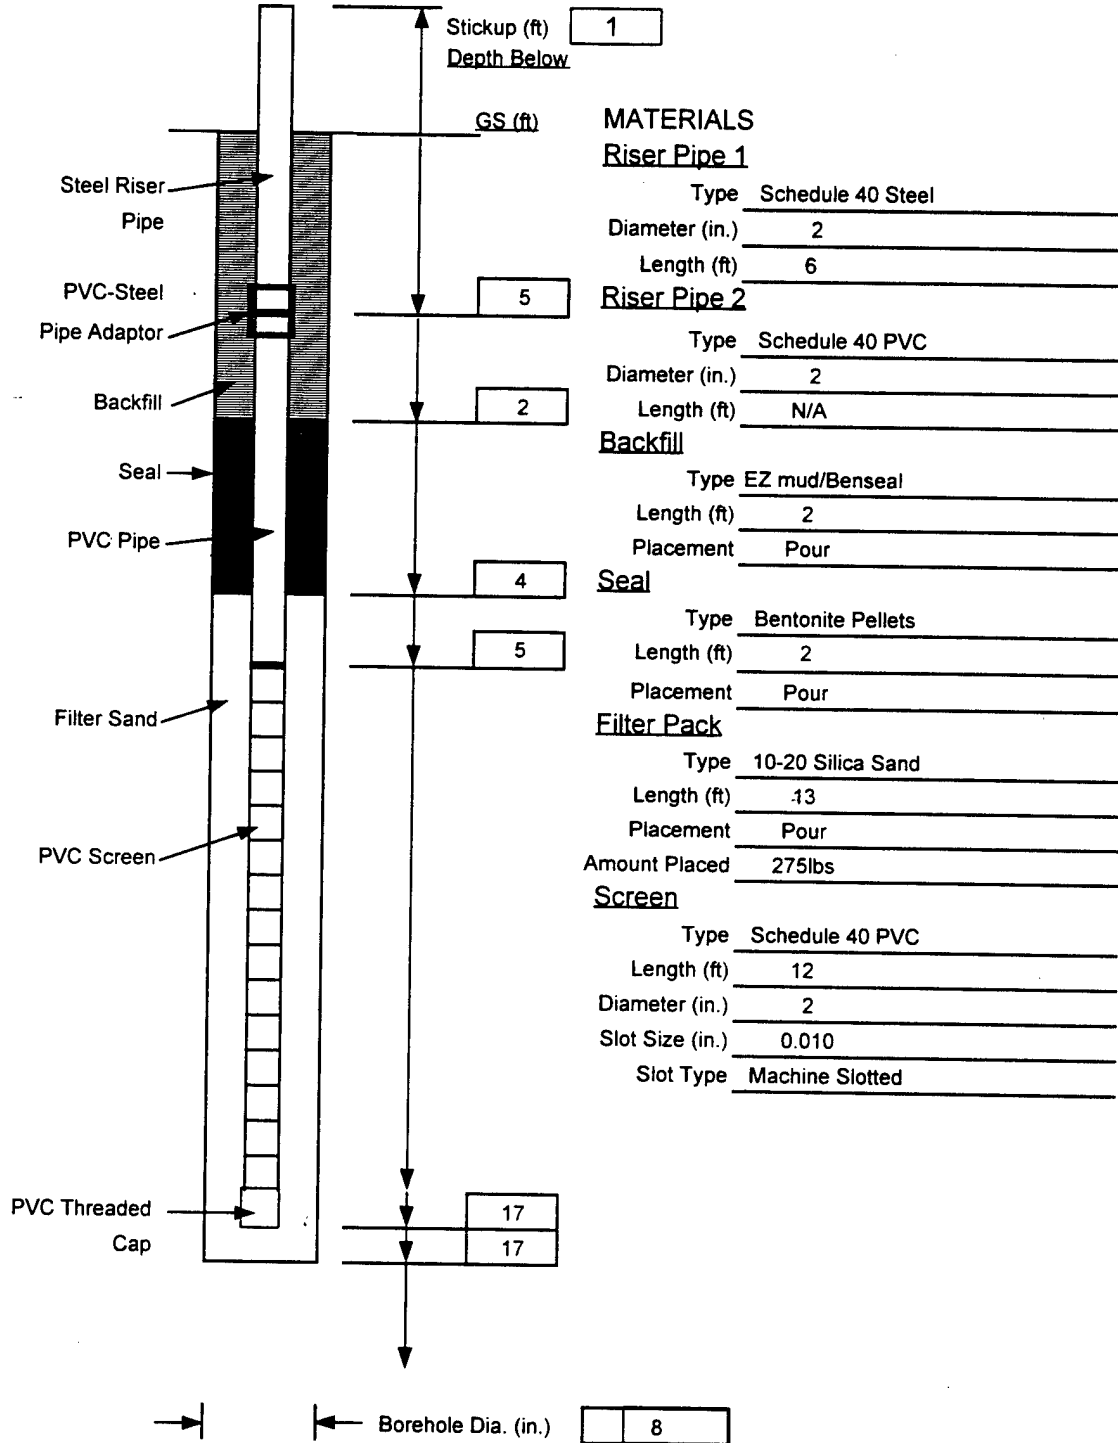 Stickup (ft) 1
Depth Below
GS (ft)
MATERIALS
Riser Pipe 1
Type Schedule 40 Steel
Diameter (in.) 2
Length (ft) 6
Riser Pipe 2
Type Schedule 40 PVC
Diameter (in.) 2
Length (ft) N/A
Backfill
Type EZ mud/Benseal
Length (ft) 2
Placement Pour
Seal
Type Bentonite Pellets
Length (ft) 2
Placement Pour
Filter Pack
Type 10-20 Silica Sand
Length (ft) 13
Placement Pour
Amount Placed 275lbs
Screen
Type Schedule 40 PVC
Length (ft) 12
Diameter (in.) 2
Slot Size (in.) 0.010
Slot Type Machine Slotted
Steel Riser
Pipe
PVC-Steel
Pipe Adaptor
Backfill
Seal
PVC Pipe
Filter Sand
PVC Screen
PVC Threaded
Cap
5
2
4
5
17
17
Borehole Dia. (in.) 8